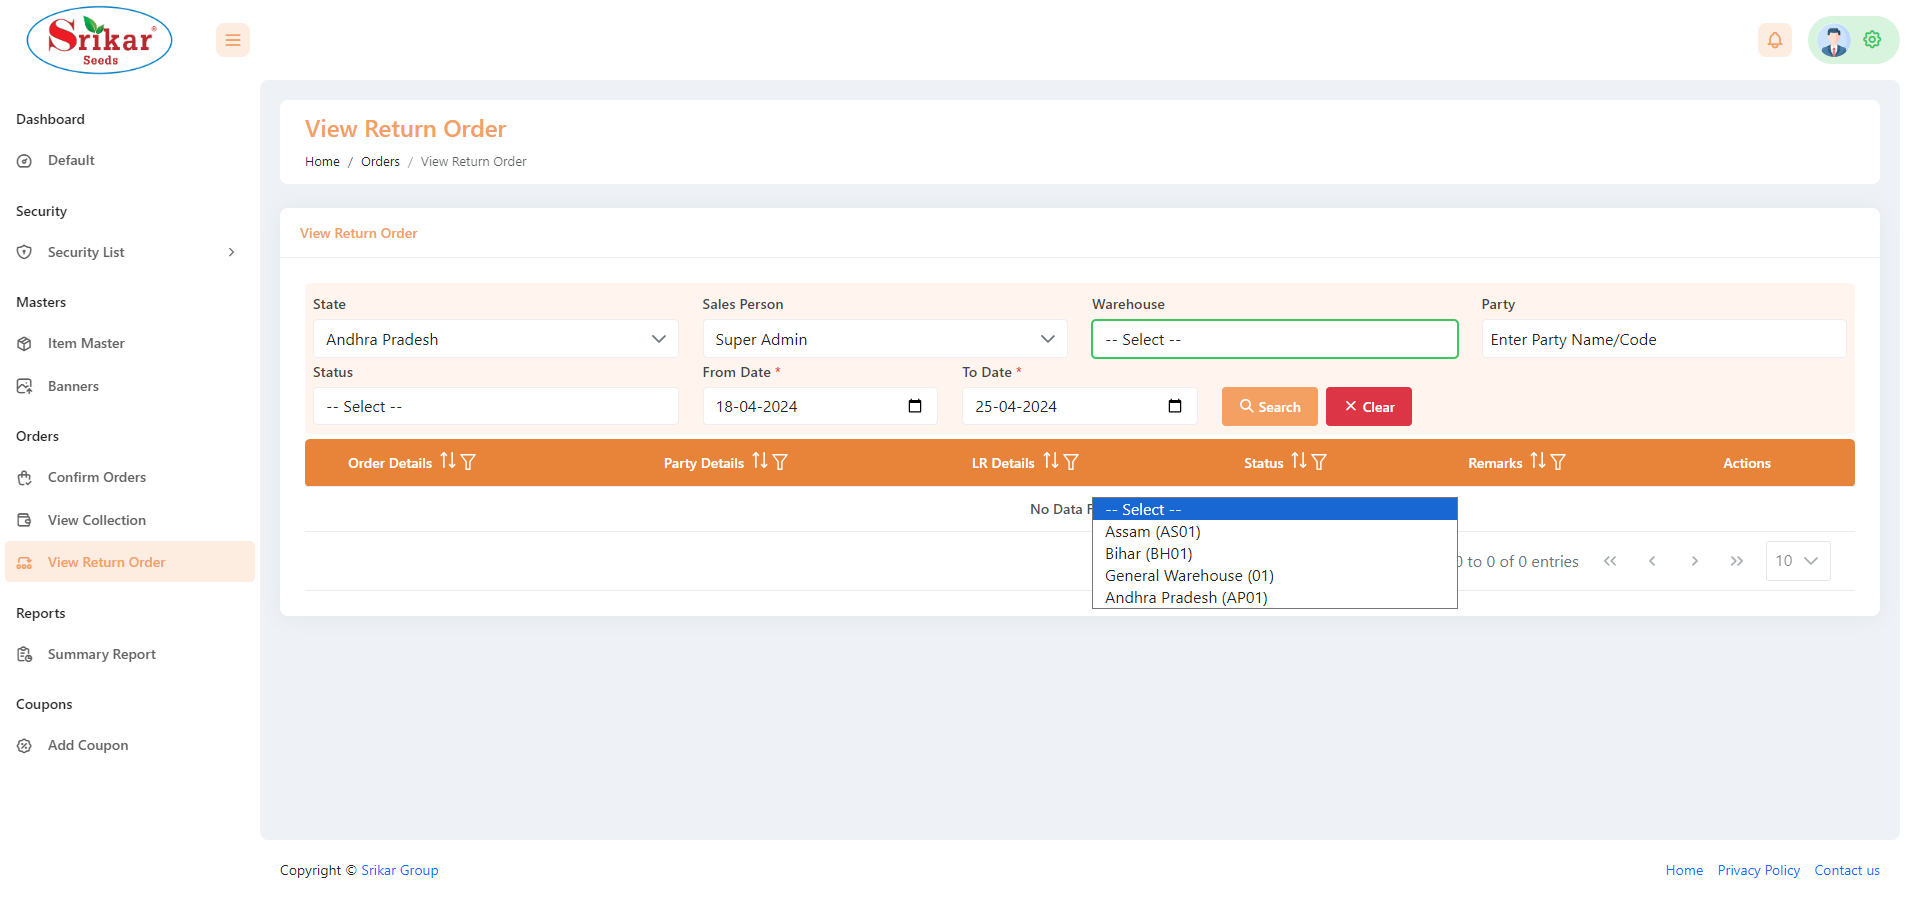 Srikar®
Seeds
Dashboard
Default
Security
Security List
Masters
Item Master
Banners
Orders
Confirm Orders
View Collection
View Return Order
Reports
Summary Report
Coupons
Add Coupon
View Return Order
Home / Orders / View Return Order
View Return Order
State
Andhra Pradesh
Sales Person
Super Admin
Warehouse
-- Select --
Party
Enter Party Name/Code
Status
-- Select --
From Date *
18-04-2024
To Date *
25-04-2024
Search
Clear
Order Details Party Details LR Details Status Remarks Actions
No Data
-- Select --
Assam (AS01)
Bihar (BH01)
General Warehouse (01)
Andhra Pradesh (AP01)
to 0 of 0 entries
10
Copyright © Srikar Group
Home Privacy Policy Contact us